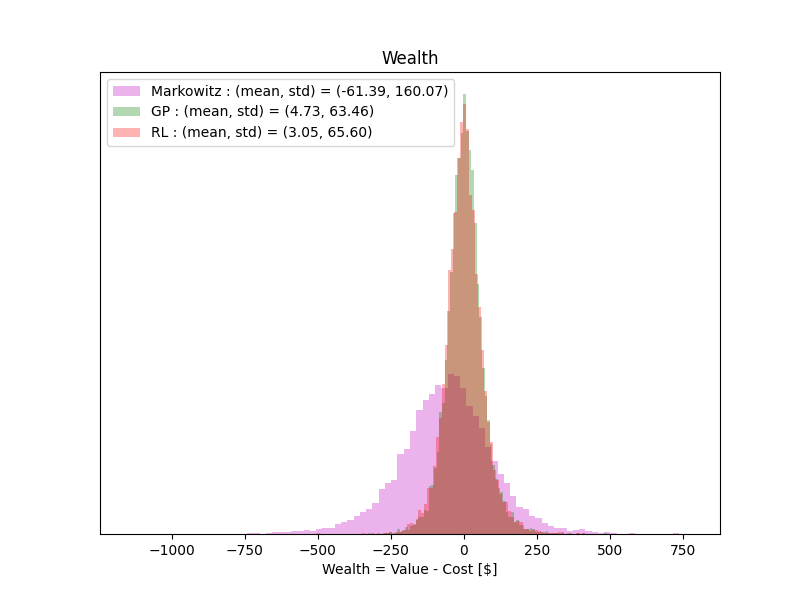 Wealth
Markowitz : (mean, std) = (-61.39, 160.07)
GP : (mean, std) = (4.73, 63.46)
RL : (mean, std) = (3.05, 65.60)
−1000 −750 −500 −250 0 250 500 750
Wealth = Value - Cost [$]